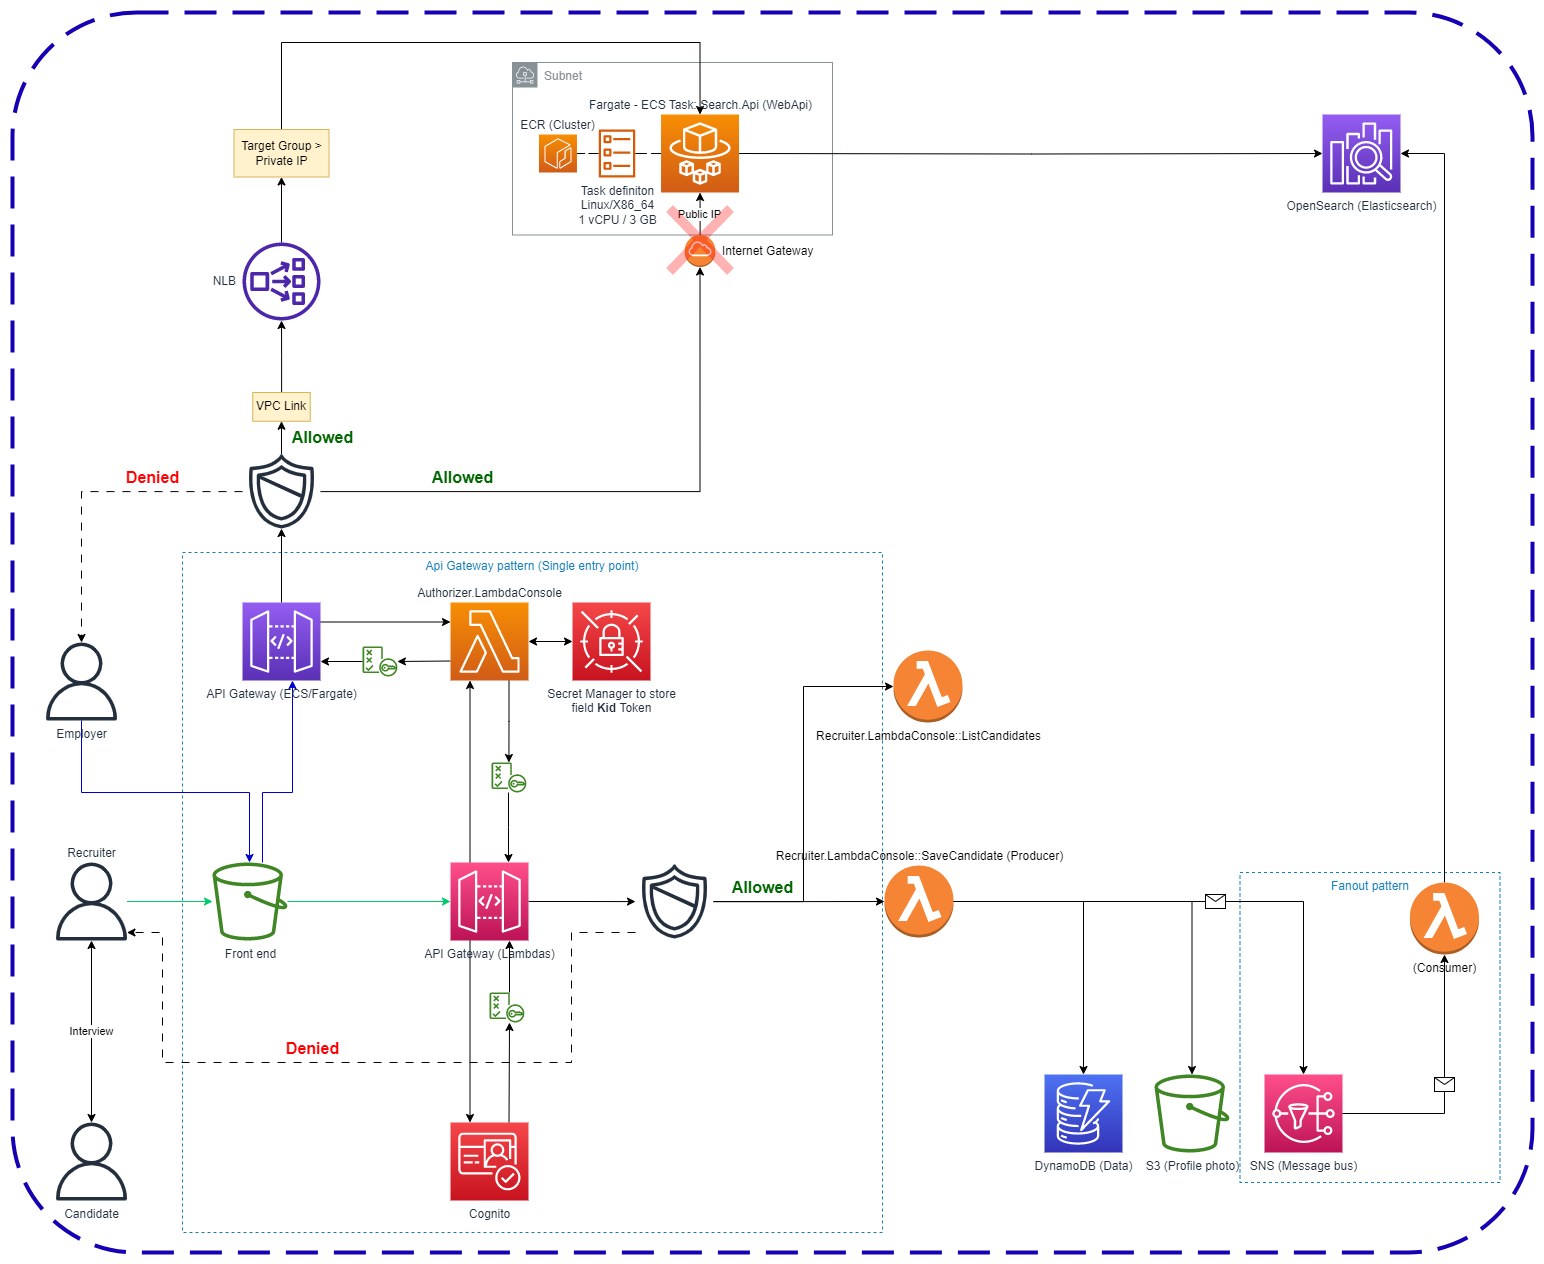 Subnet
Fargate - ECS Task: Search.Api (WebApi)
ECR (Cluster)
Target Group >
Private IP
Task definiton
Linux/X86_64
1 vCPU / 3 GB
Public IP
Internet Gateway
OpenSearch (Elasticsearch)
NLB
VPC Link
Allowed
Denied
Allowed
Api Gateway pattern (Single entry point)
Authorizer.LambdaConsole
API Gateway (ECS/Fargate)
Secret Manager to store
field Kid Token
Employer
Recruiter.LambdaConsole::ListCandidates
Recruiter
Recruiter.LambdaConsole::SaveCandidate (Producer)
Allowed
Fanout pattern
Front end
API Gateway (Lambdas)
(Consumer)
Interview
Denied
DynamoDB (Data)
S3 (Profile photo)
SNS (Message bus)
Candidate
Cognito